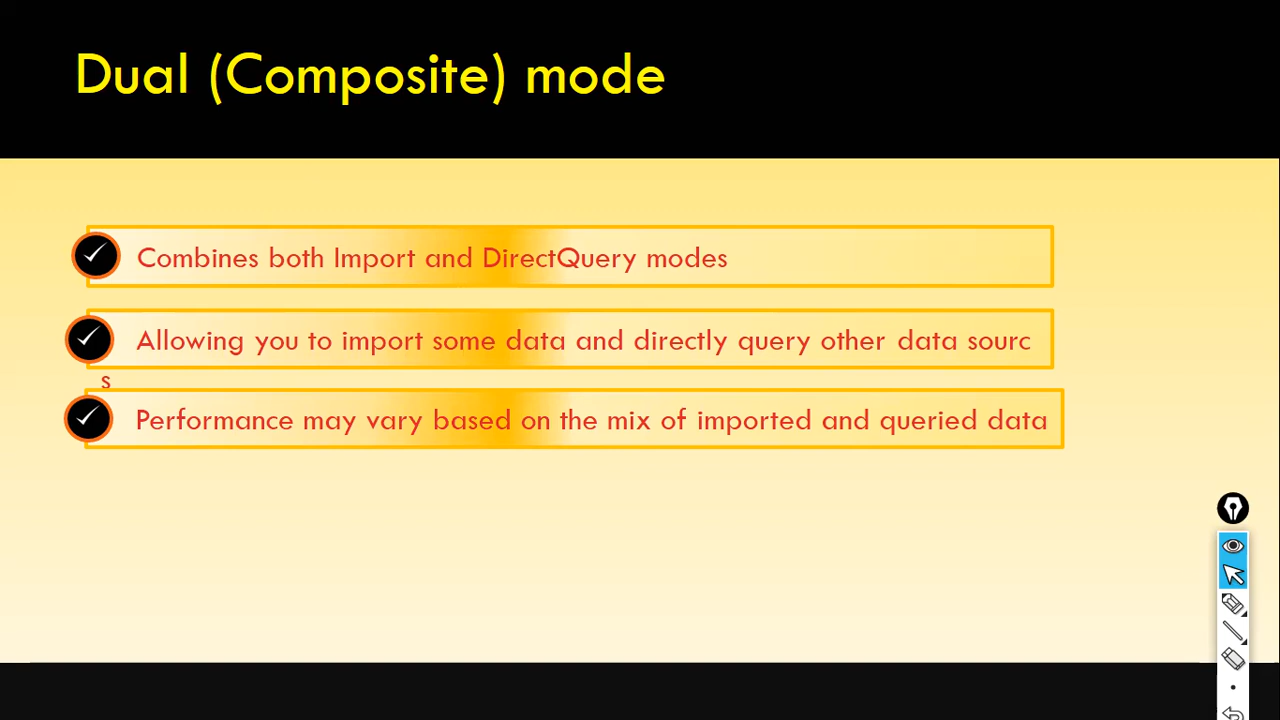 Dual (Composite) mode
Combines both Import and DirectQuery modes
Allowing you to import some data and directly query other data sourc
s
Performance may vary based on the mix of imported and queried data